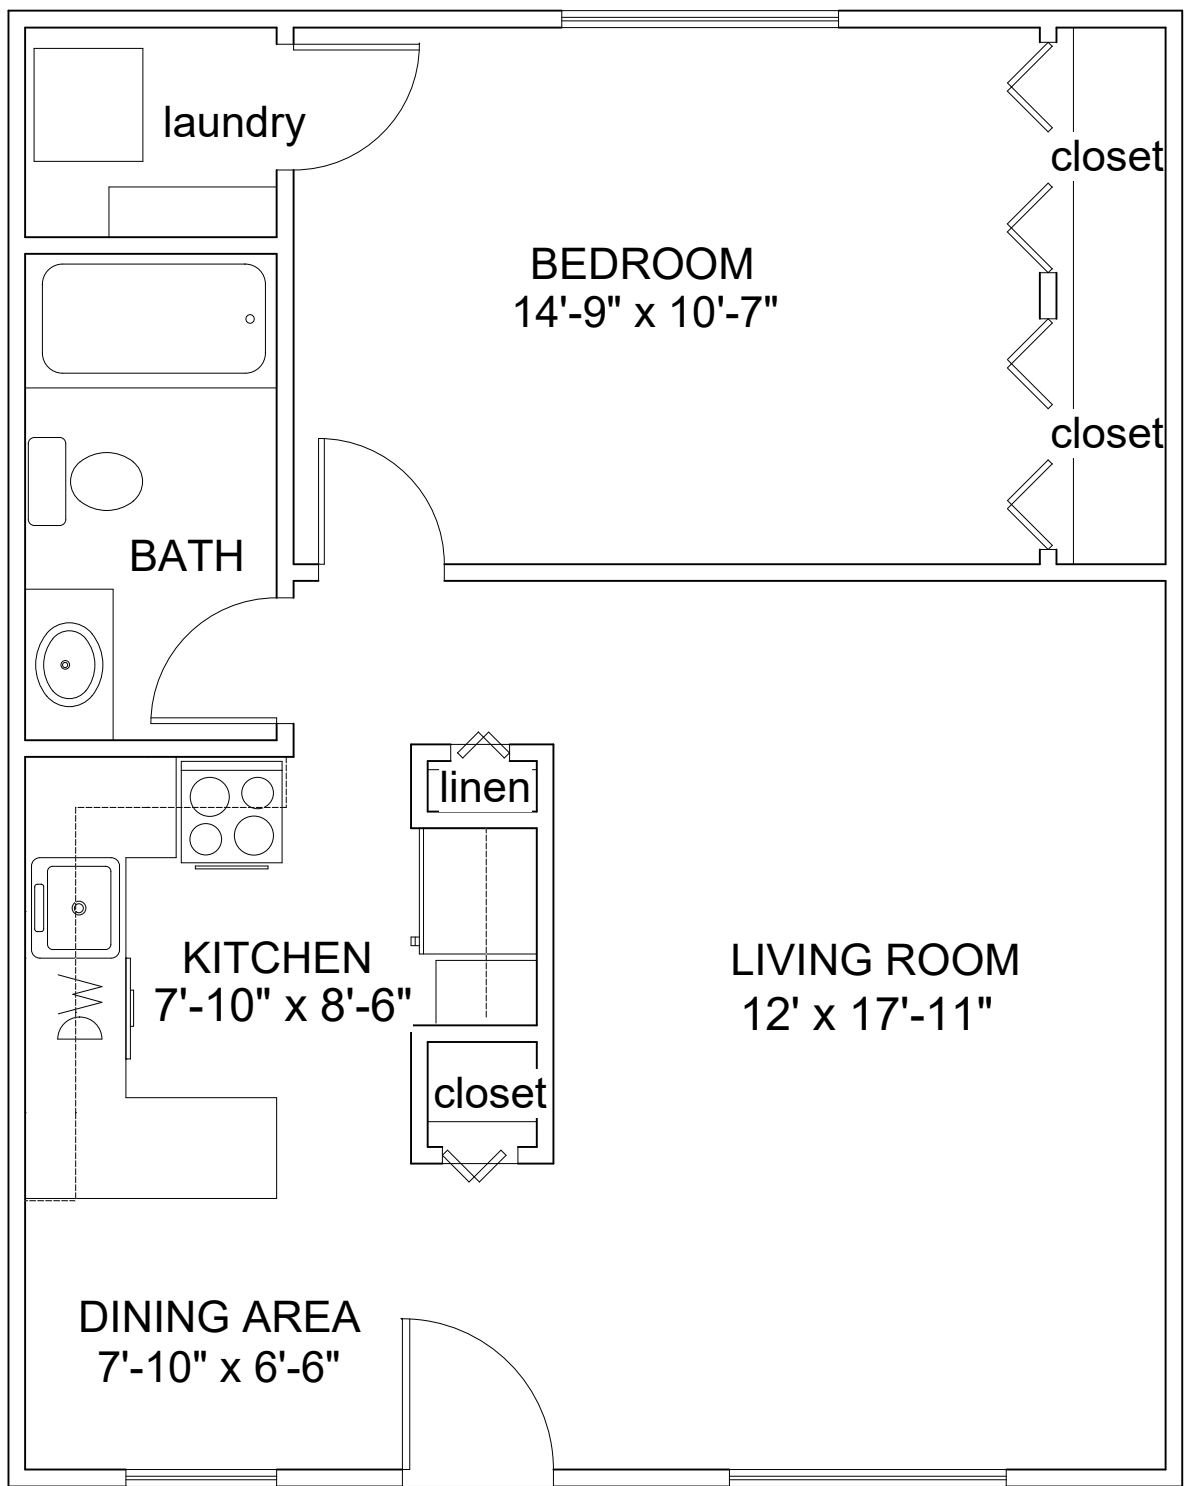 laundry
closet
BEDROOM
14'-9" x 10'-7"
closet
BATH
linen
KITCHEN
7'-10" x 8'-6"
LIVING ROOM
12' x 17'-11"
closet
DINING AREA
7'-10" x 6'-6"